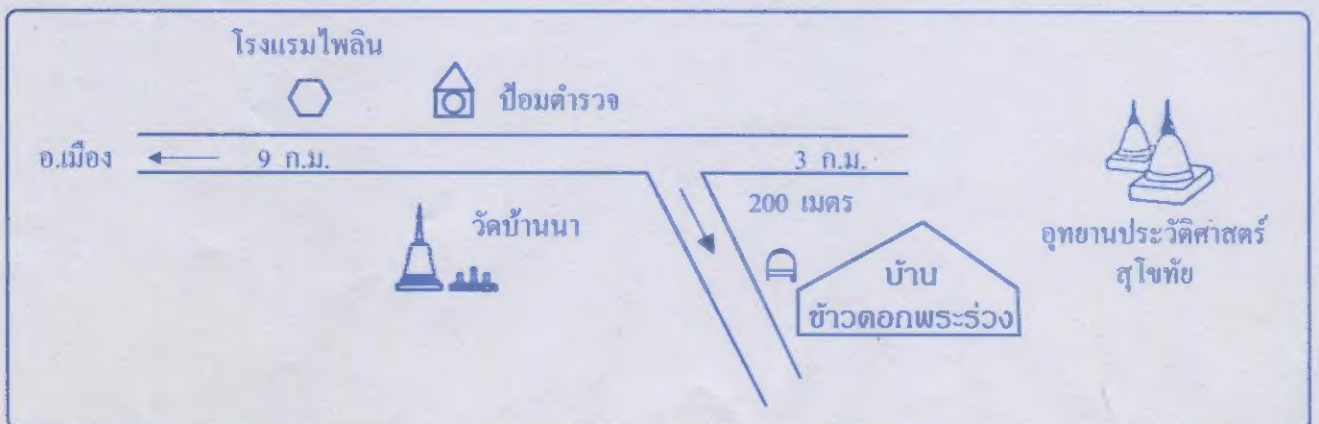 โรงแรมไพลิน
ป้อมตำรวจ
อ.เมือง
9 ก.ม.
3 ก.ม.
200 เมตร
วัดบ้านนา
บ้าน
ข้าวตอกพระร่วง
อุทยานประวัติศาสตร์
สุโขทัย